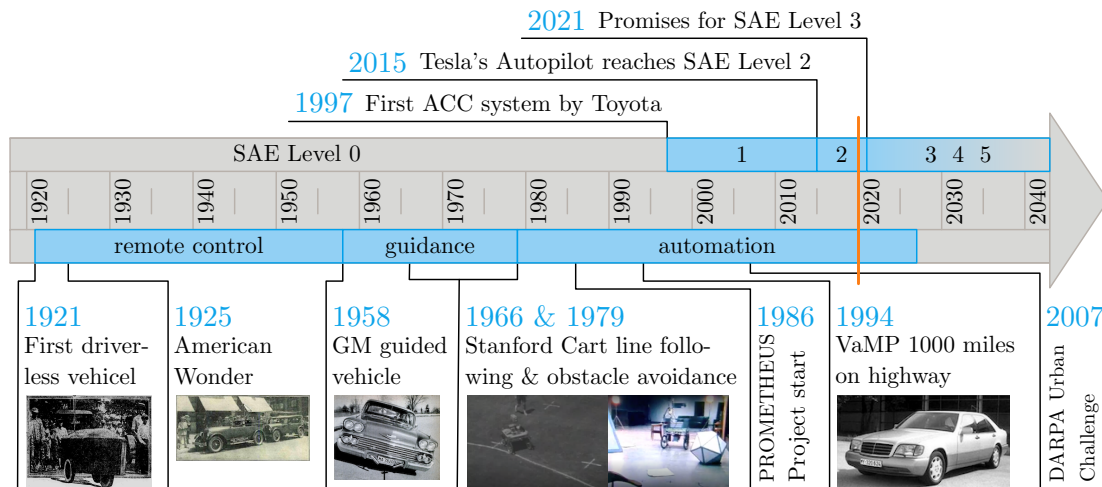 2021 Promises for SAE Level 3
2015 Tesla's Autopilot reaches SAE Level 2
1997 First ACC system by Toyota
SAE Level 0 1 2 3 4 5
1920 1930 1940 1950 1960 1970 1980 1990 2000 2010 2020 2030 2040
remote control guidance automation
1921
First driver-
less vehicel
1925
American
Wonder
1958
GM guided
vehicle
1966 & 1979
Stanford Cart line follo-
wing & obstacle avoidance
1986
PROMETHEUS
Project start
1994
VaMP 1000 miles
on highway
2007
DARPA Urban
Challenge